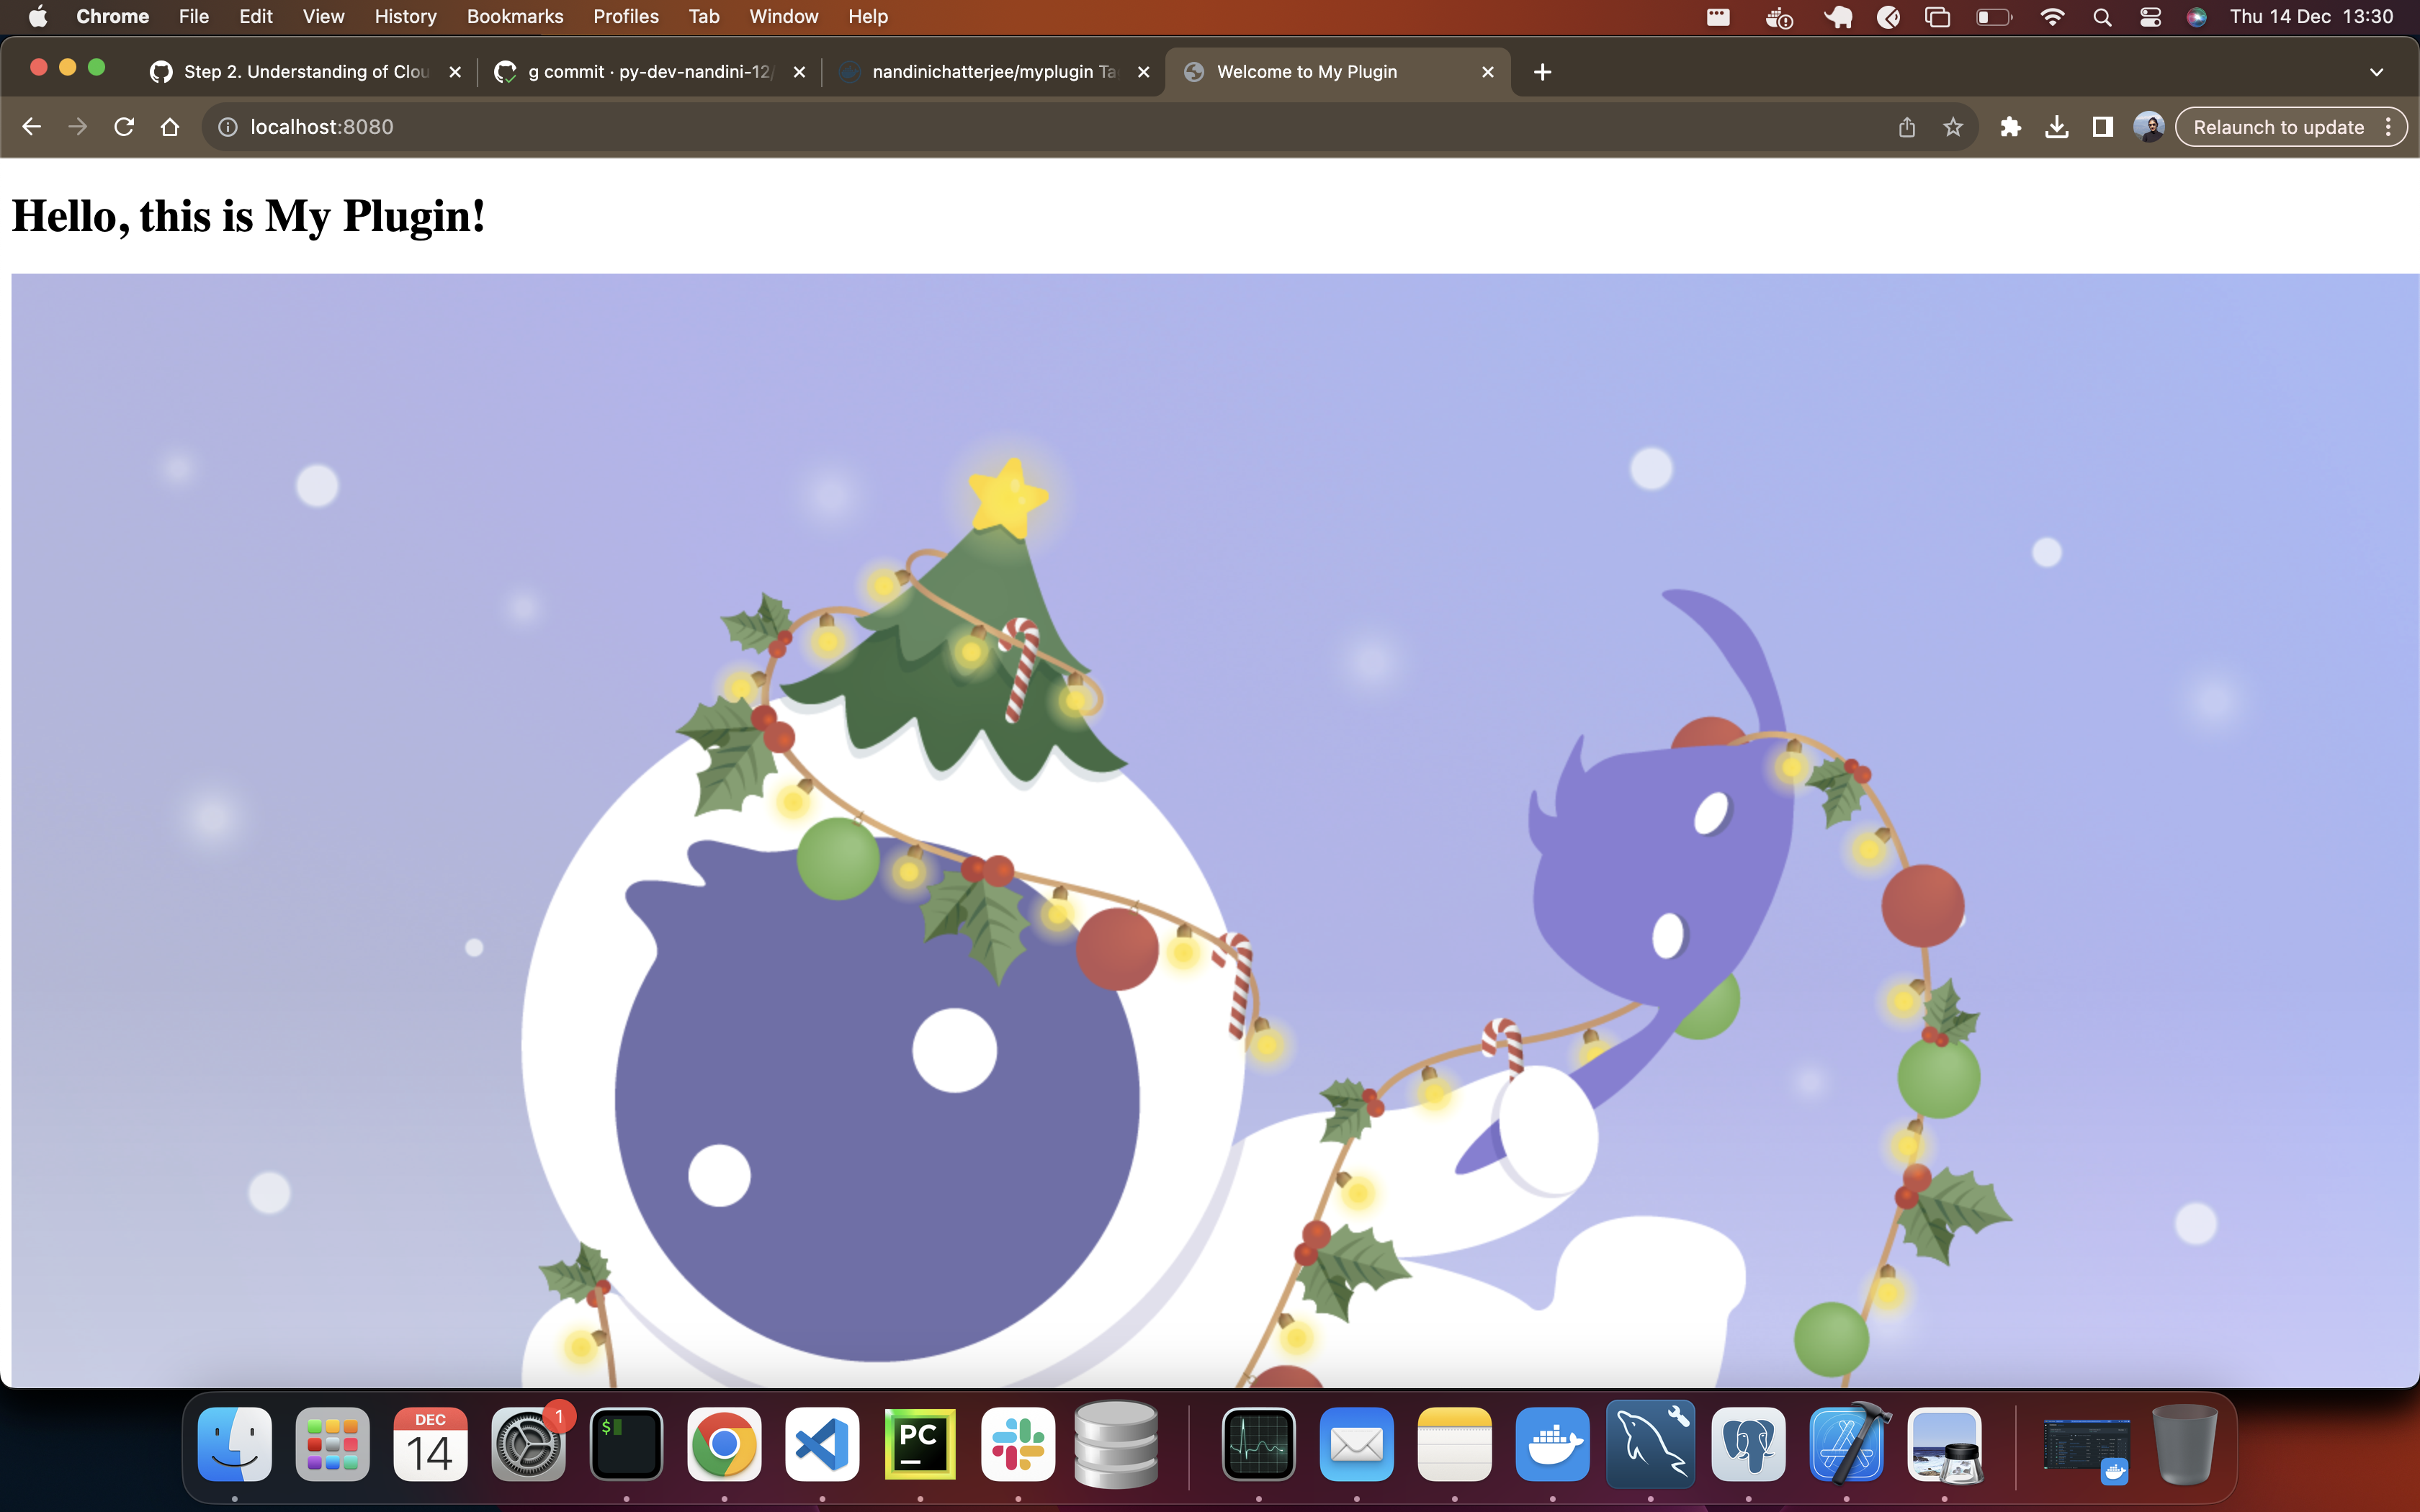 Chrome File Edit View History Bookmarks Profiles Tab Window Help Thu 14 Dec 13:30
Step 2. Understanding of Clou g commit · py-dev-nandini-12/ nandinichatterjee/myplugin Ta Welcome to My Plugin
localhost:8080 Relaunch to update
Hello, this is My Plugin!
DEC 1
14 $ PC